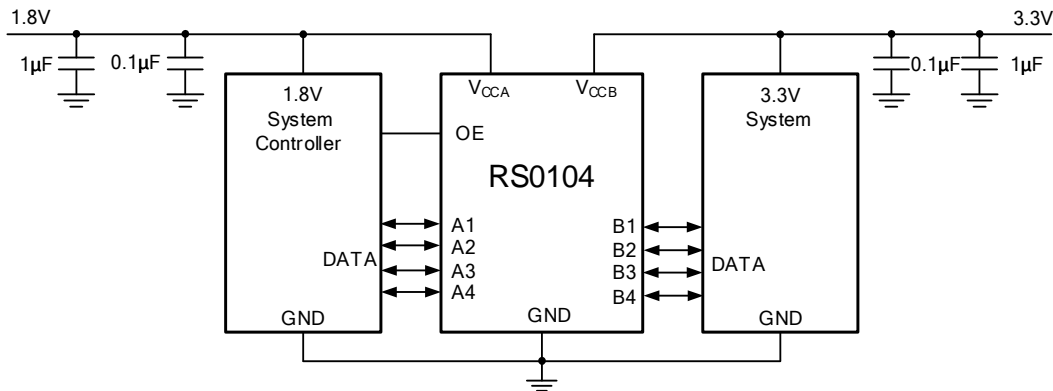 1.8V
3.3V
1µF
0.1µF
0.1µF
1µF
1.8V
System
Controller
DATA
GND
VCCA
VCCB
OE
RS0104
A1
A2
A3
A4
B1
B2
B3
B4
GND
3.3V
System
DATA
GND